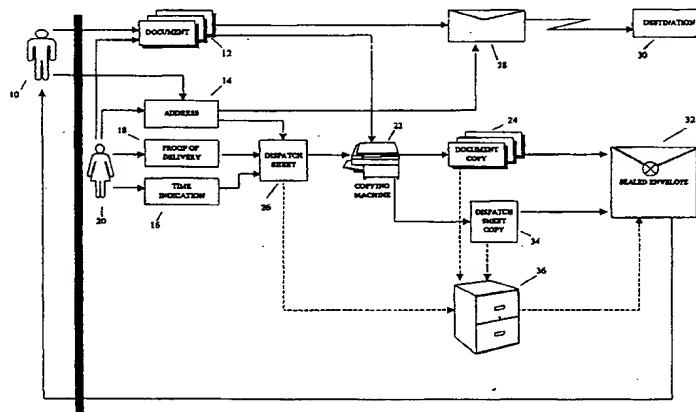 DOCUMENT
12
DESTINATION
10
28
30
14
ADDRESS
18
22
24
32
PROOF OF
DELIVERY
DISPATCH
SHEET
DOCUMENT
COPY
SEALED ENVELOPE
TIME
INDICATION
26
COPYING
MACHINE
20
16
DISPATCH
SHEET
COPY
34
36